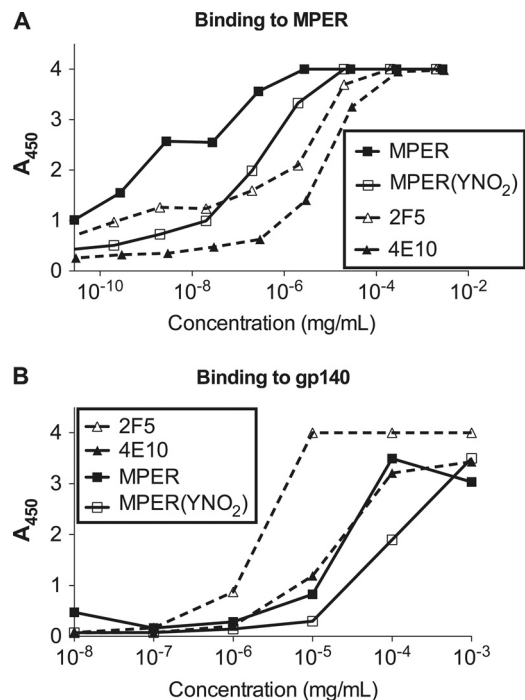 A
Binding to MPER
4
3
2
1
0
A450
MPER
MPER(YNO2)
2F5
4E10
10-10
10-8
10-6
10-4
10-2
Concentration (mg/mL)
B
Binding to gp140
2F5
4E10
MPER
MPER(YNO2)
4
3
2
1
0
A450
10-8
10-7
10-6
10-5
10-4
10-3
Concentration (mg/mL)